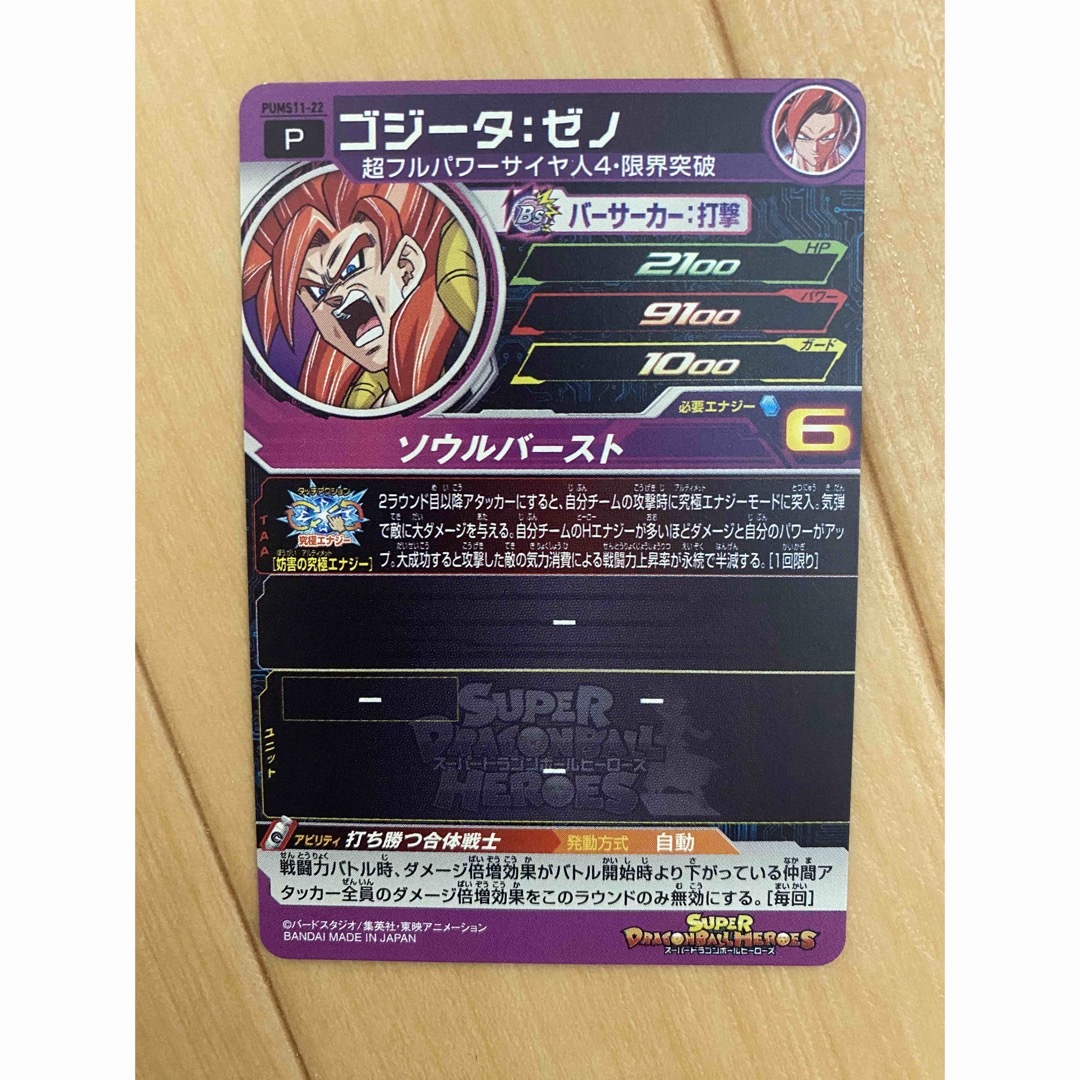 PUMS11-22
P
ゴジータ:ゼノ
超フルパワーサイヤ人4・限界突破
Bs
バーサーカー:打撃
HP
2100
パワー
9100
ガード
1000
必要エナジー
6
ソウルバースト
タッチアクション
究極エナジー
TAA
[妨害の究極エナジー]
2ラウンド目以降アタッカーにすると、自分チームの攻撃時に究極エナジーモードに突入。気弾
で敵に大ダメージを与える。自分チームのHエナジーが多いほどダメージと自分のパワーがアッ
プ。大成功すると攻撃した敵の気力消費による戦闘力上昇率が永続で半減する。[1回限り]
ー
ー
ー
ユニット
ー
SUPER
DRAGONBALL
スーパードラゴンボールヒーローズ
HEROES
アビリティ 打ち勝つ合体戦士 発動方式 自動
戦闘力バトル時、ダメージ倍増効果がバトル開始時より下がっている仲間ア
タッカー全員のダメージ倍増効果をこのラウンドのみ無効にする。[毎回]
©バードスタジオ/集英社・東映アニメーション
BANDAI MADE IN JAPAN
SUPER
DRAGONBALL HEROES
スーパードラゴンボールヒーローズ